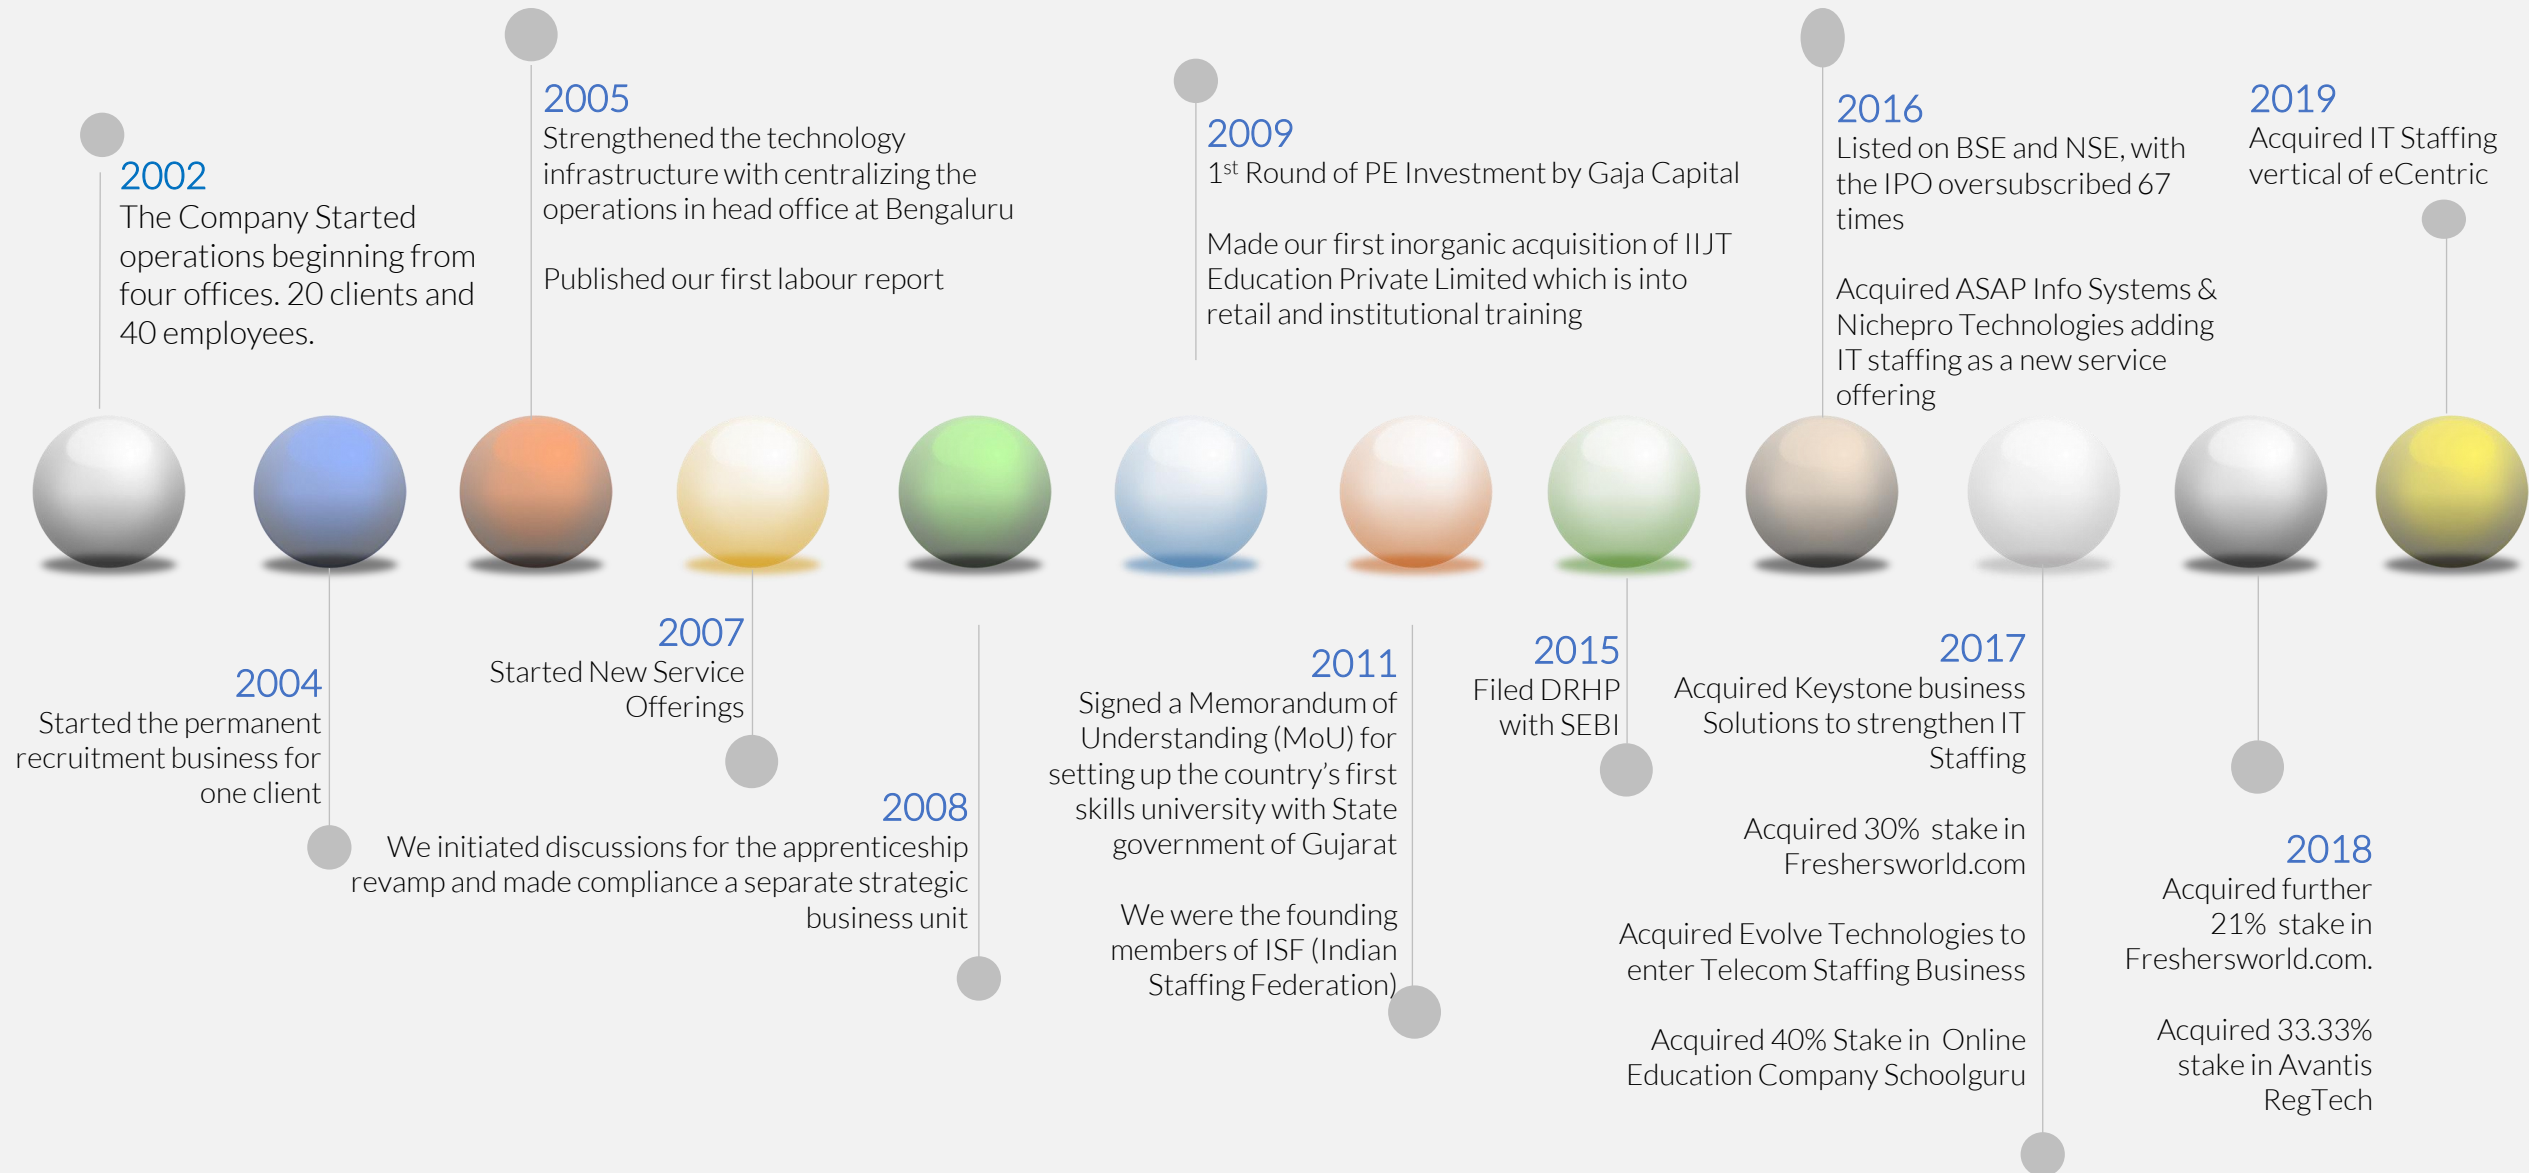 2002
The Company Started
operations beginning from
four offices. 20 clients and
40 employees.
2004
Started the permanent
recruitment business for
one client
2005
Strengthened the technology
infrastructure with centralizing the
operations in head office at Bengaluru
Published our first labour report
2007
Started New Service
Offerings
2008
We initiated discussions for the apprenticeship
revamp and made compliance a separate strategic
business unit
2009
1st Round of PE Investment by Gaja Capital
Made our first inorganic acquisition of IIJT
Education Private Limited which is into
retail and institutional training
2011
Signed a Memorandum of
Understanding (MoU) for
setting up the country’s first
skills university with State
government of Gujarat
We were the founding
members of ISF (Indian
Staffing Federation)
2015
Filed DRHP
with SEBI
2016
Listed on BSE and NSE, with
the IPO oversubscribed 67
times
Acquired ASAP Info Systems &
Nichepro Technologies adding
IT staffing as a new service
offering
2017
Acquired Keystone business
Solutions to strengthen IT
Staffing
Acquired 30% stake in
Freshersworld.com
Acquired Evolve Technologies to
enter Telecom Staffing Business
Acquired 40% Stake in Online
Education Company Schoolguru
2018
Acquired further
21% stake in
Freshersworld.com.
Acquired 33.33%
stake in Avantis
RegTech
2019
Acquired IT Staffing
vertical of eCentric